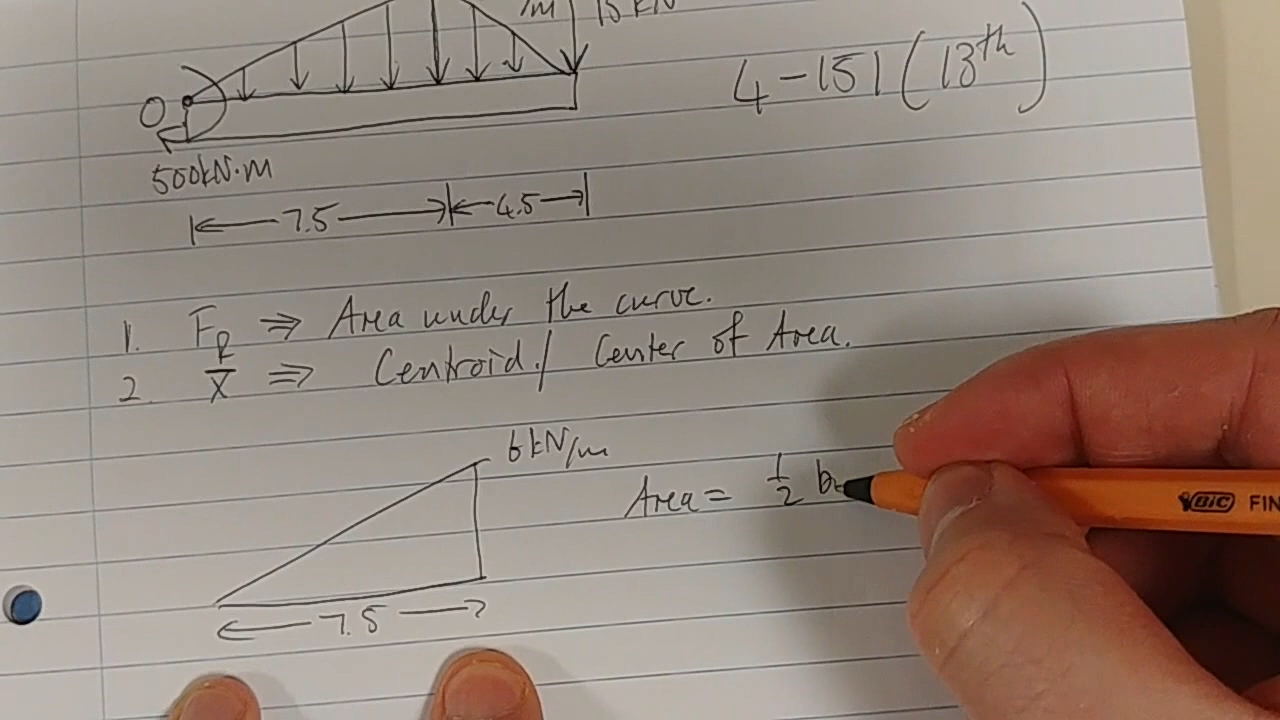 /m 15 kN
4-151 (13th)
O
500kN·m
7.5 4.5
1. FR ⇒ Area under the curve.
2. X̄ ⇒ Centroid./ Center of Area.
6kN/m
Area = 1/2 b
BIC FIN
7.5